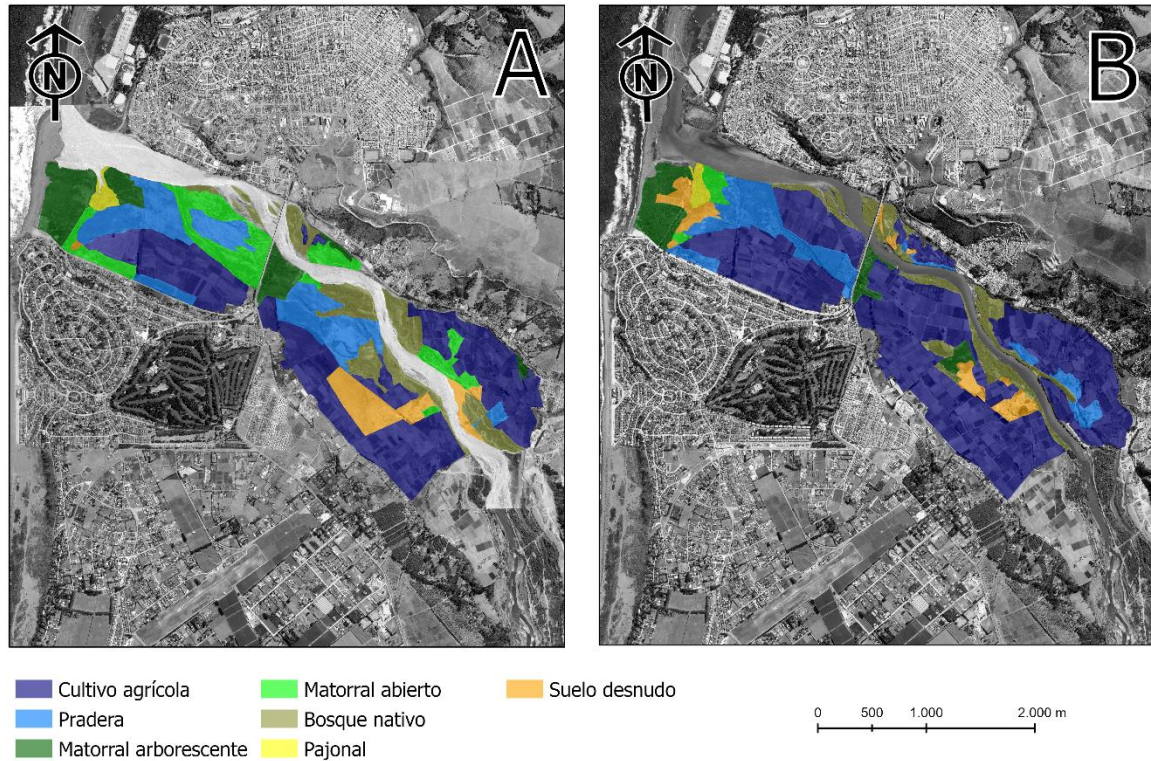 N
A
N
B
Cultivo agrícola
Matorral abierto
Suelo desnudo
Pradera
Bosque nativo
Matorral arborescente
Pajonal
0 500 1.000 2.000 m